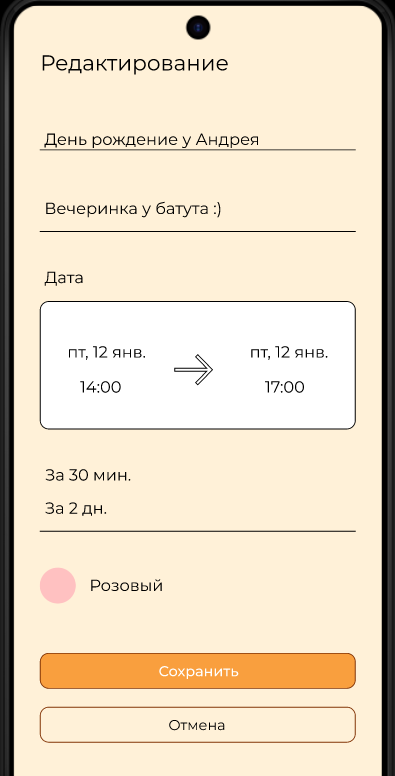 Редактирование
День рождение у Андрея
Вечеринка у батута :)
Дата
пт, 12 янв. пт, 12 янв.
14:00 17:00
За 30 мин.
За 2 дн.
Розовый
Сохранить
Отмена